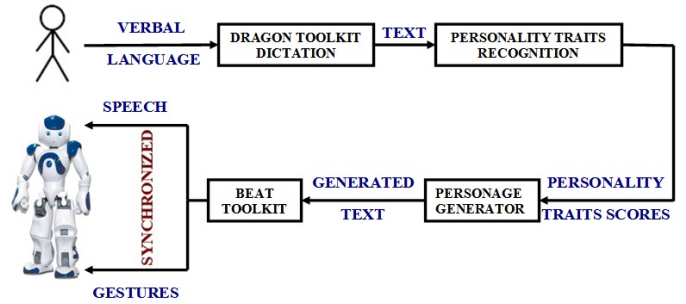 VERBAL
LANGUAGE
DRAGON TOOLKIT
DICTATION
TEXT
PERSONALITY TRAITS
RECOGNITION
SPEECH
SYNCHRONIZED
GESTURES
BEAT
TOOLKIT
GENERATED
TEXT
PERSONAGE
GENERATOR
PERSONALITY
TRAITS SCORES